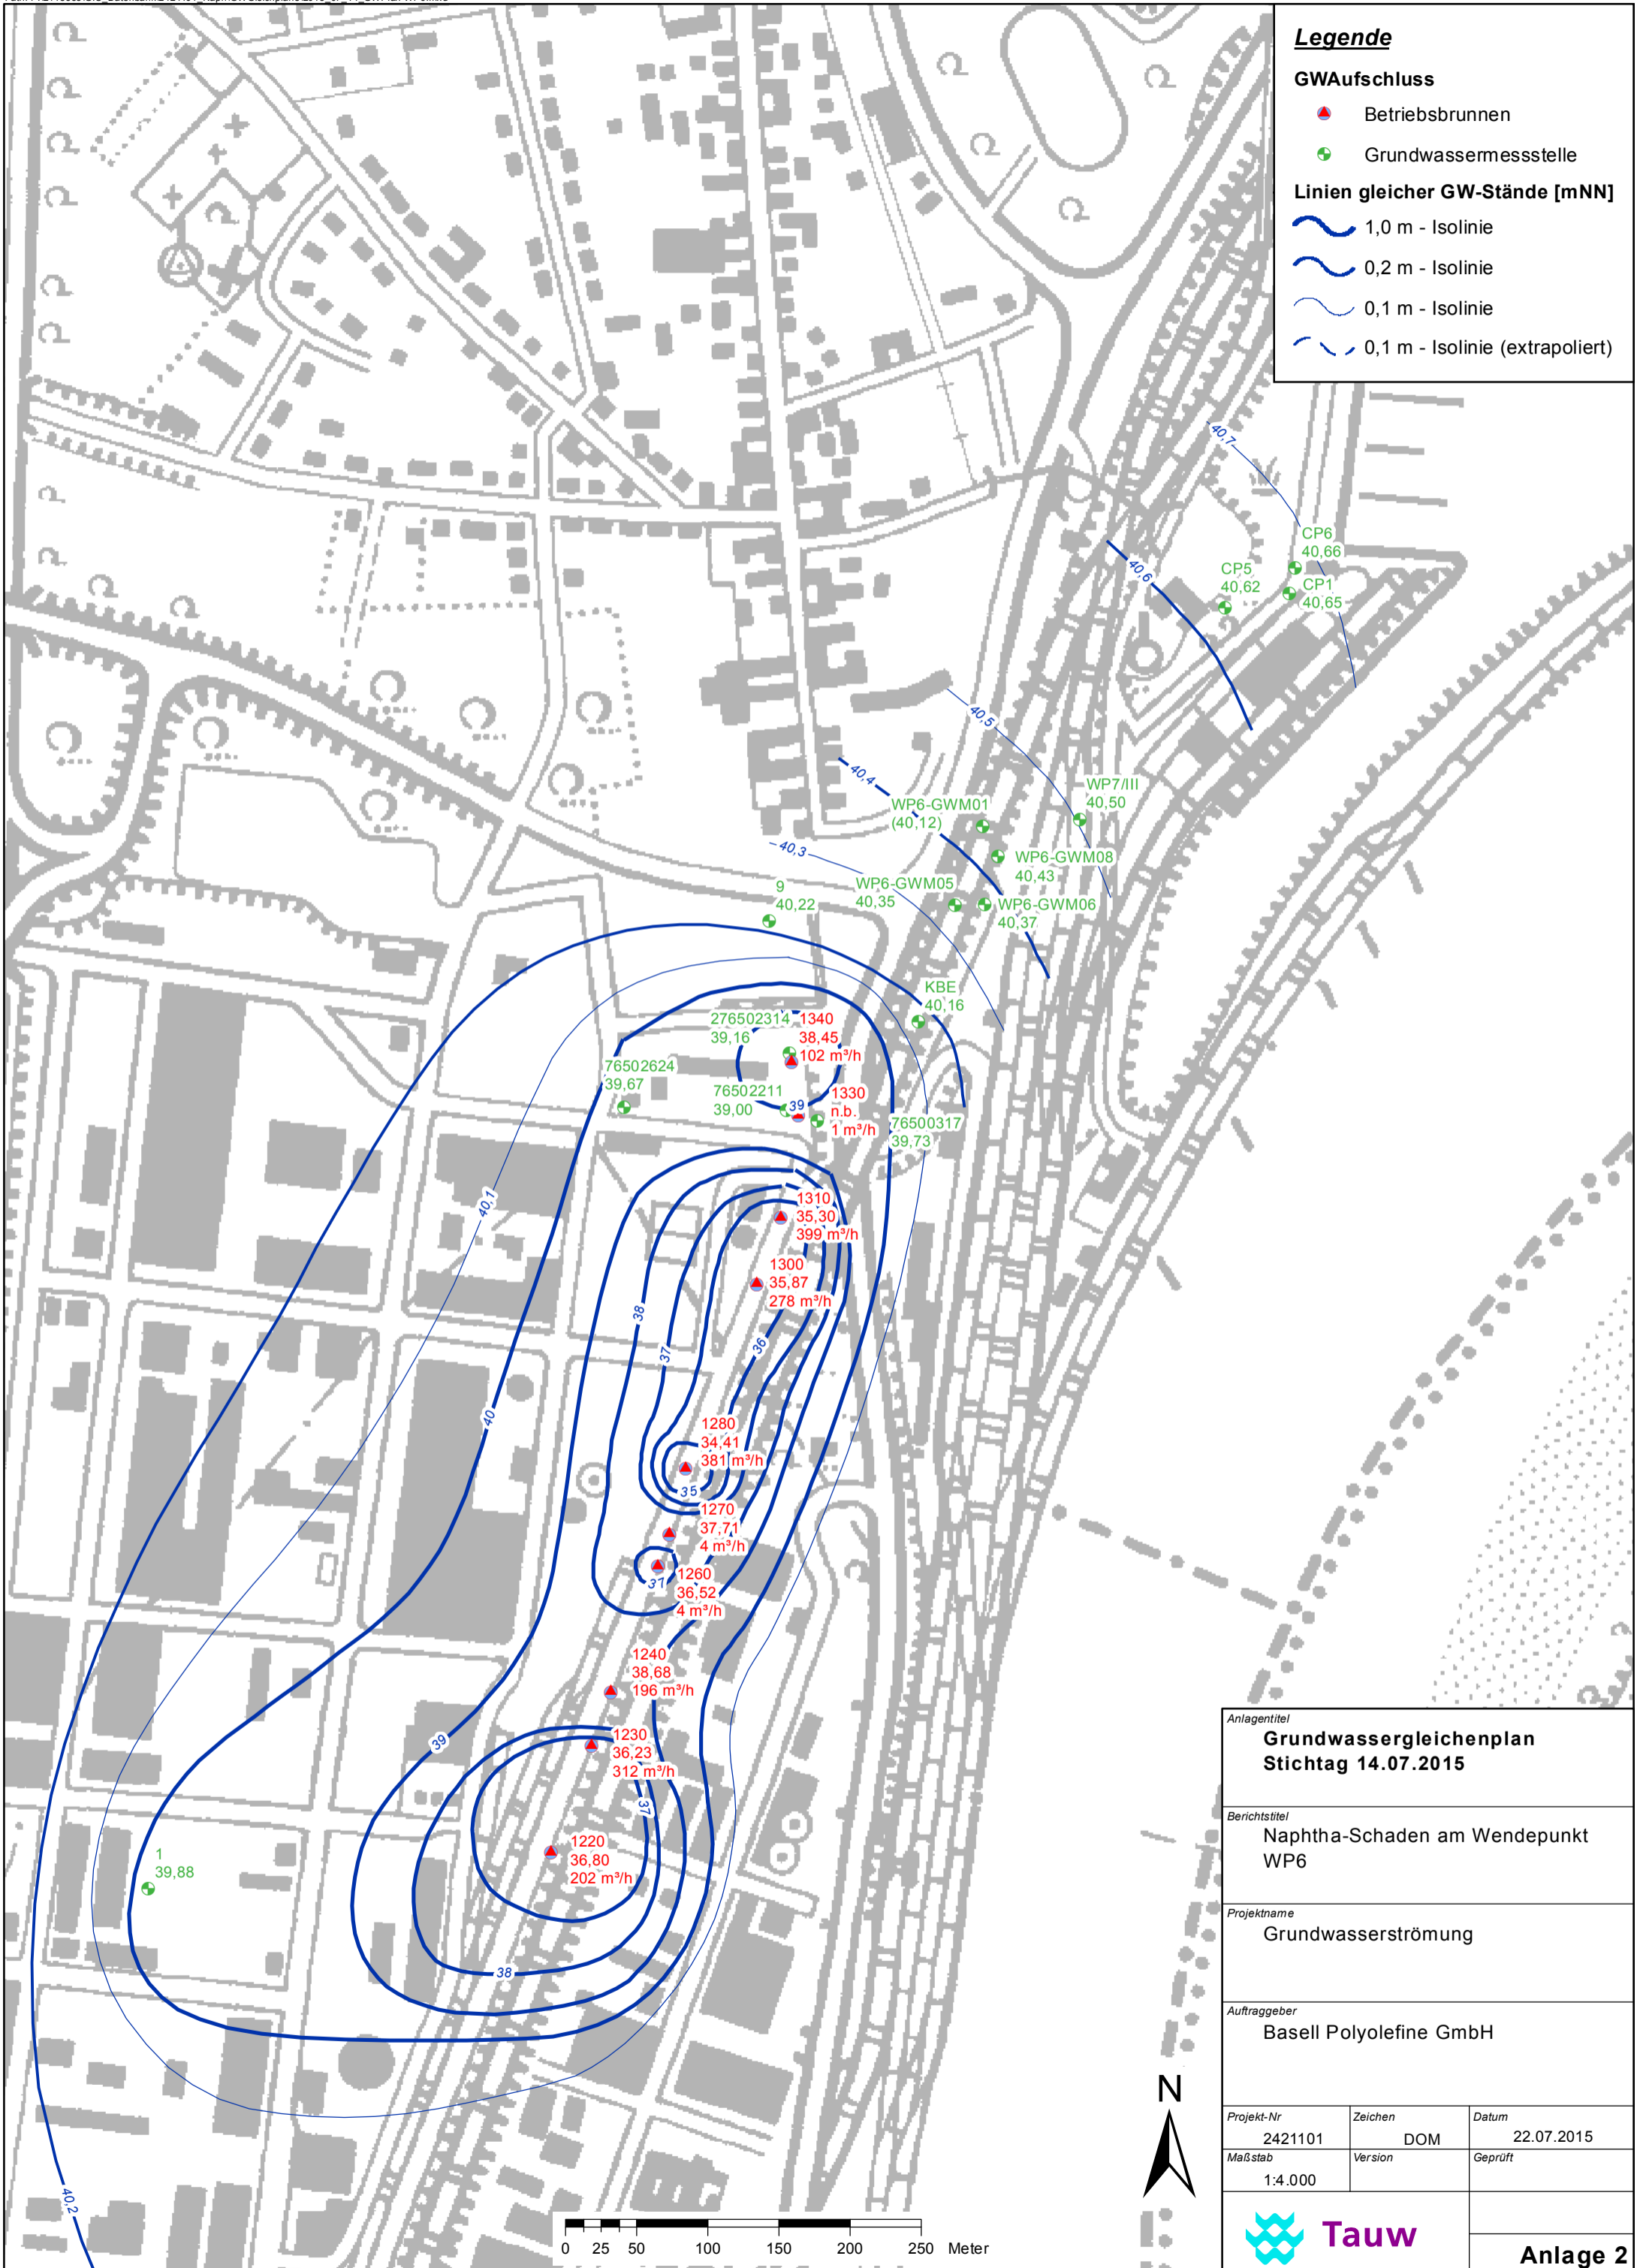 Legende
GWAufschluss
Betriebsbrunnen
Grundwassermessstelle
Linien gleicher GW-Stände [mNN]
1,0 m - Isolinie
0,2 m - Isolinie
0,1 m - Isolinie
0,1 m - Isolinie (extrapoliert)
40,7
CP6
40,66
40,6
CP5
40,62
CP1
40,65
40,5
40,4
WP7/III
40,50
WP6-GWM01
(40,12)
40,3
WP6-GWM08
40,43
WP6-GWM05
40,35
9
40,22
WP6-GWM06
40,37
KBE
40,16
276502314
39,16
1340
38,45
102 m³/h
76502624
39,67
76502211
39,00
39
1330
n.b.
1 m³/h
76500317
39,73
40,1
1310
35,30
399 m³/h
1300
35,87
278 m³/h
38
37
36
40
1280
34,41
381 m³/h
35
1270
37,71
4 m³/h
37
1260
36,52
4 m³/h
1240
38,68
196 m³/h
39
1230
36,23
312 m³/h
37
1220
36,80
202 m³/h
1
39,88
38
40,2
Anlagentitel
Grundwassergleichenplan
Stichtag 14.07.2015
Berichtstitel
Naphtha-Schaden am Wendepunkt
WP6
Projektname
Grundwasserströmung
Auftraggeber
Basell Polyolefine GmbH
N
Projekt-Nr
2421101
Zeichen
DOM
Datum
22.07.2015
Maßstab
1:4.000
Version
Geprüft
Tauw
Anlage 2
0 25 50 100 150 200 250 Meter